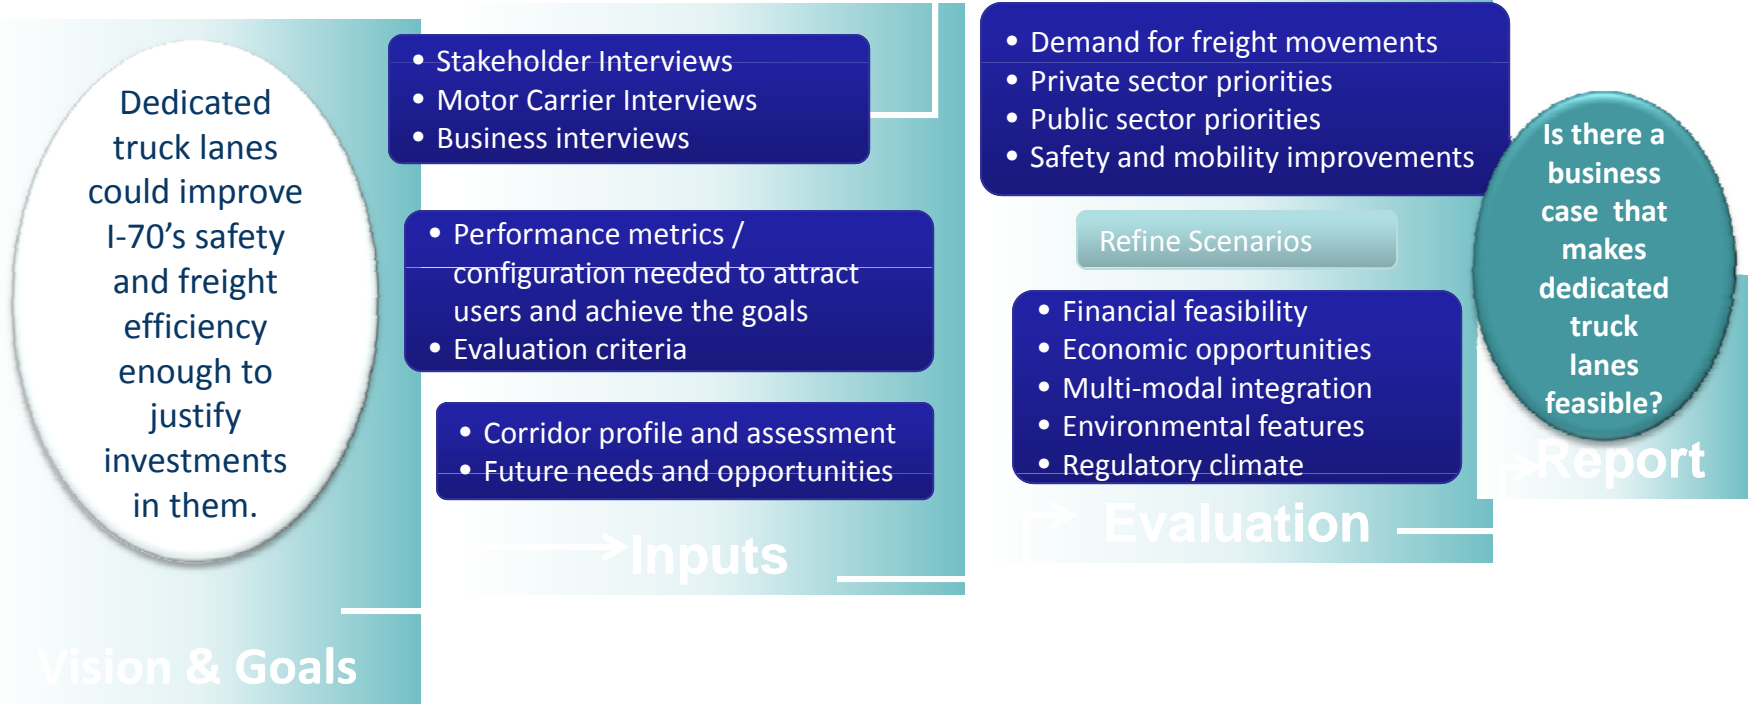 Dedicated
truck lanes
could improve
I-70’s safety
and freight
efficiency
enough to
justify
investments
in them.
Vision & Goals
• Stakeholder Interviews
• Motor Carrier Interviews
• Business interviews
• Performance metrics /
configuration needed to attract
users and achieve the goals
• Evaluation criteria
• Corridor profile and assessment
• Future needs and opportunities
Inputs
• Demand for freight movements
• Private sector priorities
• Public sector priorities
• Safety and mobility improvements
Refine Scenarios
• Financial feasibility
• Economic opportunities
• Multi-modal integration
• Environmental features
• Regulatory climate
Evaluation
Is there a
business
case that
makes
dedicated
truck
lanes
feasible?
Report